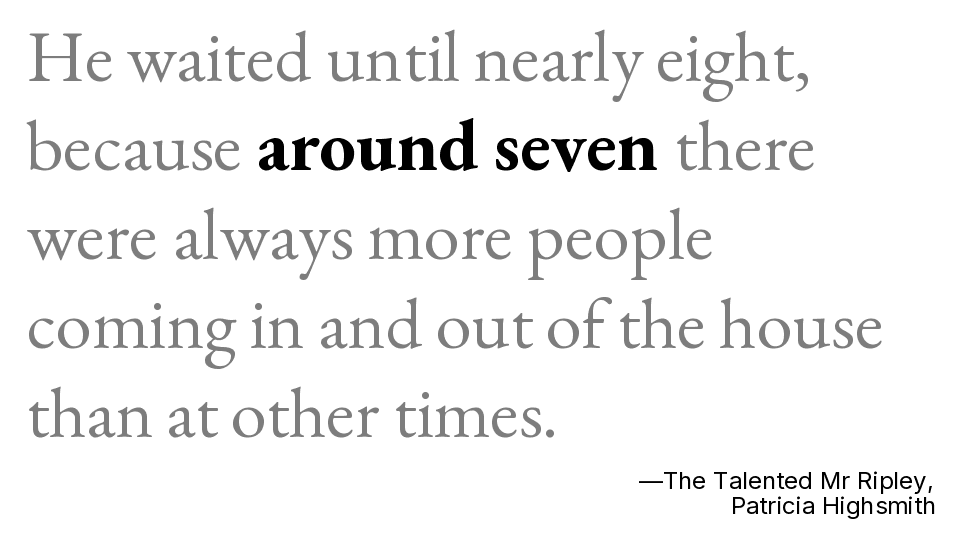 He waited until nearly eight,
because around seven there
were always more people
coming in and out of the house
than at other times.
—The Talented Mr Ripley,
Patricia Highsmith